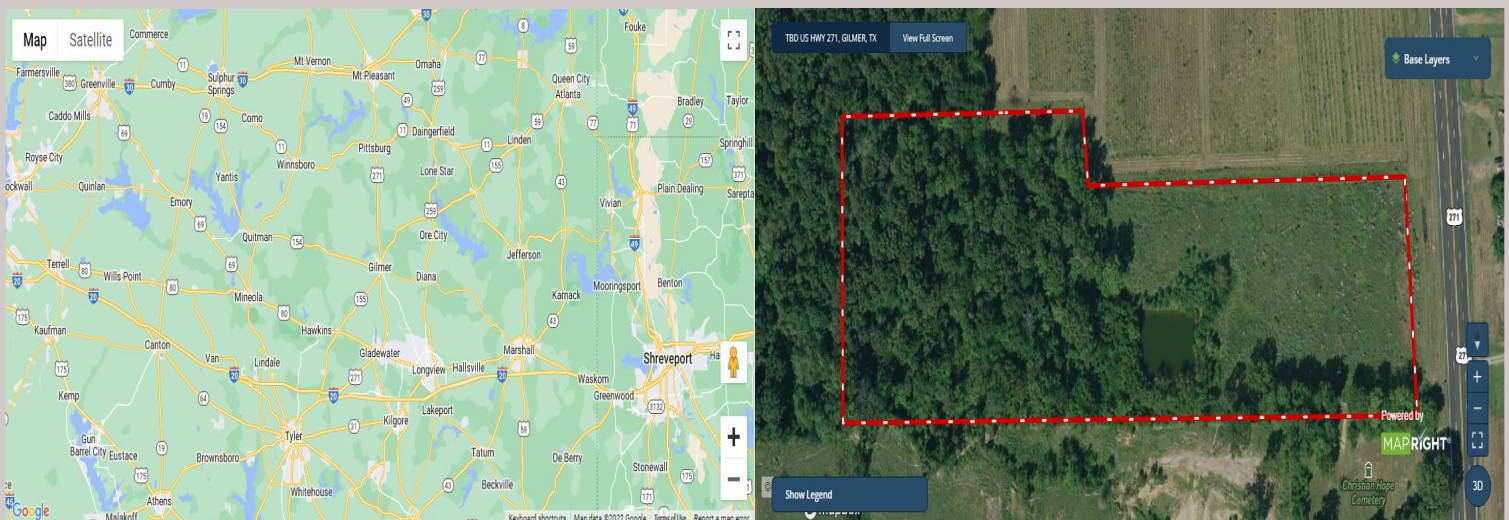 Map
Satellite
Commerce
Fouke
Farmersville
Greenville
Cumby
Sulphur
Springs
Mt Vernon
Mt Pleasant
Omaha
Queen City
Atlanta
Bradley
Taylor
Caddo Mills
Como
Daingerfield
Linden
Springhill
Royse City
Winnsboro
Pittsburg
Lone Star
Quinlan
Yantis
Plain Dealing
Sarepta
Emory
Vivian
Quitman
Ore City
Jefferson
Terrell
Wills Point
Gilmer
Diana
Mooringsport
Benton
Mineola
Karnack
Kaufman
Hawkins
Canton
Van
Lindale
Gladewater
Longview
Hallsville
Marshall
Shreveport
Waskom
Greenwood
Kemp
Lakeport
Kilgore
Gun
Barrel City
Eustace
Tyler
Tatum
De Berry
Stonewall
Brownsboro
Beckville
Whitehouse
Athens
Malakoff
Google
Keyboard shortcuts
Map data ©2022 Google
Terms of Use
Report a map error
TBD US HWY 271, GILMER, TX
View Full Screen
Base Layers
271
Powered by
MAPRIGHT
Christian Hope
Cemetery
3D
Show Legend
mapbox